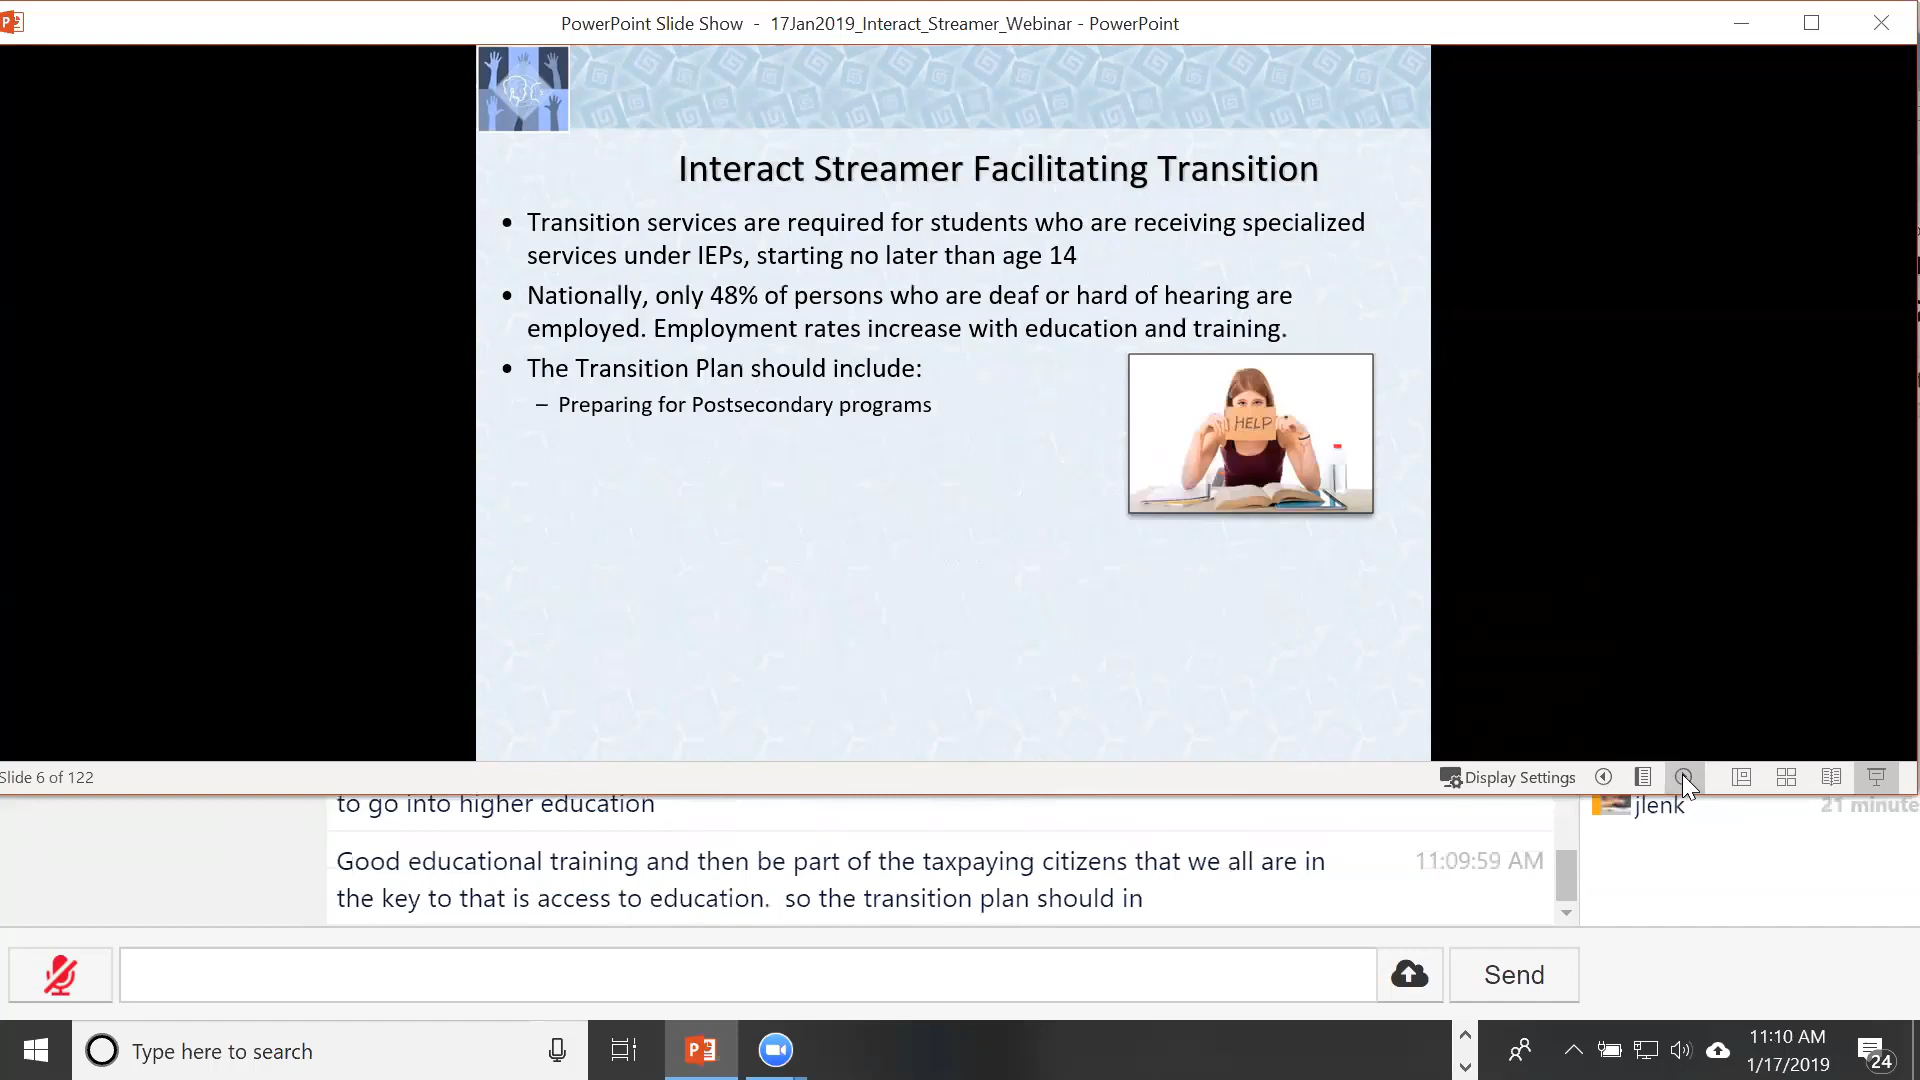 PowerPoint Slide Show - 17Jan2019_Interact_Streamer_Webinar - PowerPoint
Interact Streamer Facilitating Transition
• Transition services are required for students who are receiving specialized
services under IEPs, starting no later than age 14
• Nationally, only 48% of persons who are deaf or hard of hearing are
employed. Employment rates increase with education and training.
• The Transition Plan should include:
– Preparing for Postsecondary programs
HELP
Slide 6 of 122
Display Settings
to go into higher education
jlenk
21 minute
Good educational training and then be part of the taxpaying citizens that we all are in
11:09:59 AM
the key to that is access to education.  so the transition plan should in
Send
Type here to search
11:10 AM
1/17/2019
24